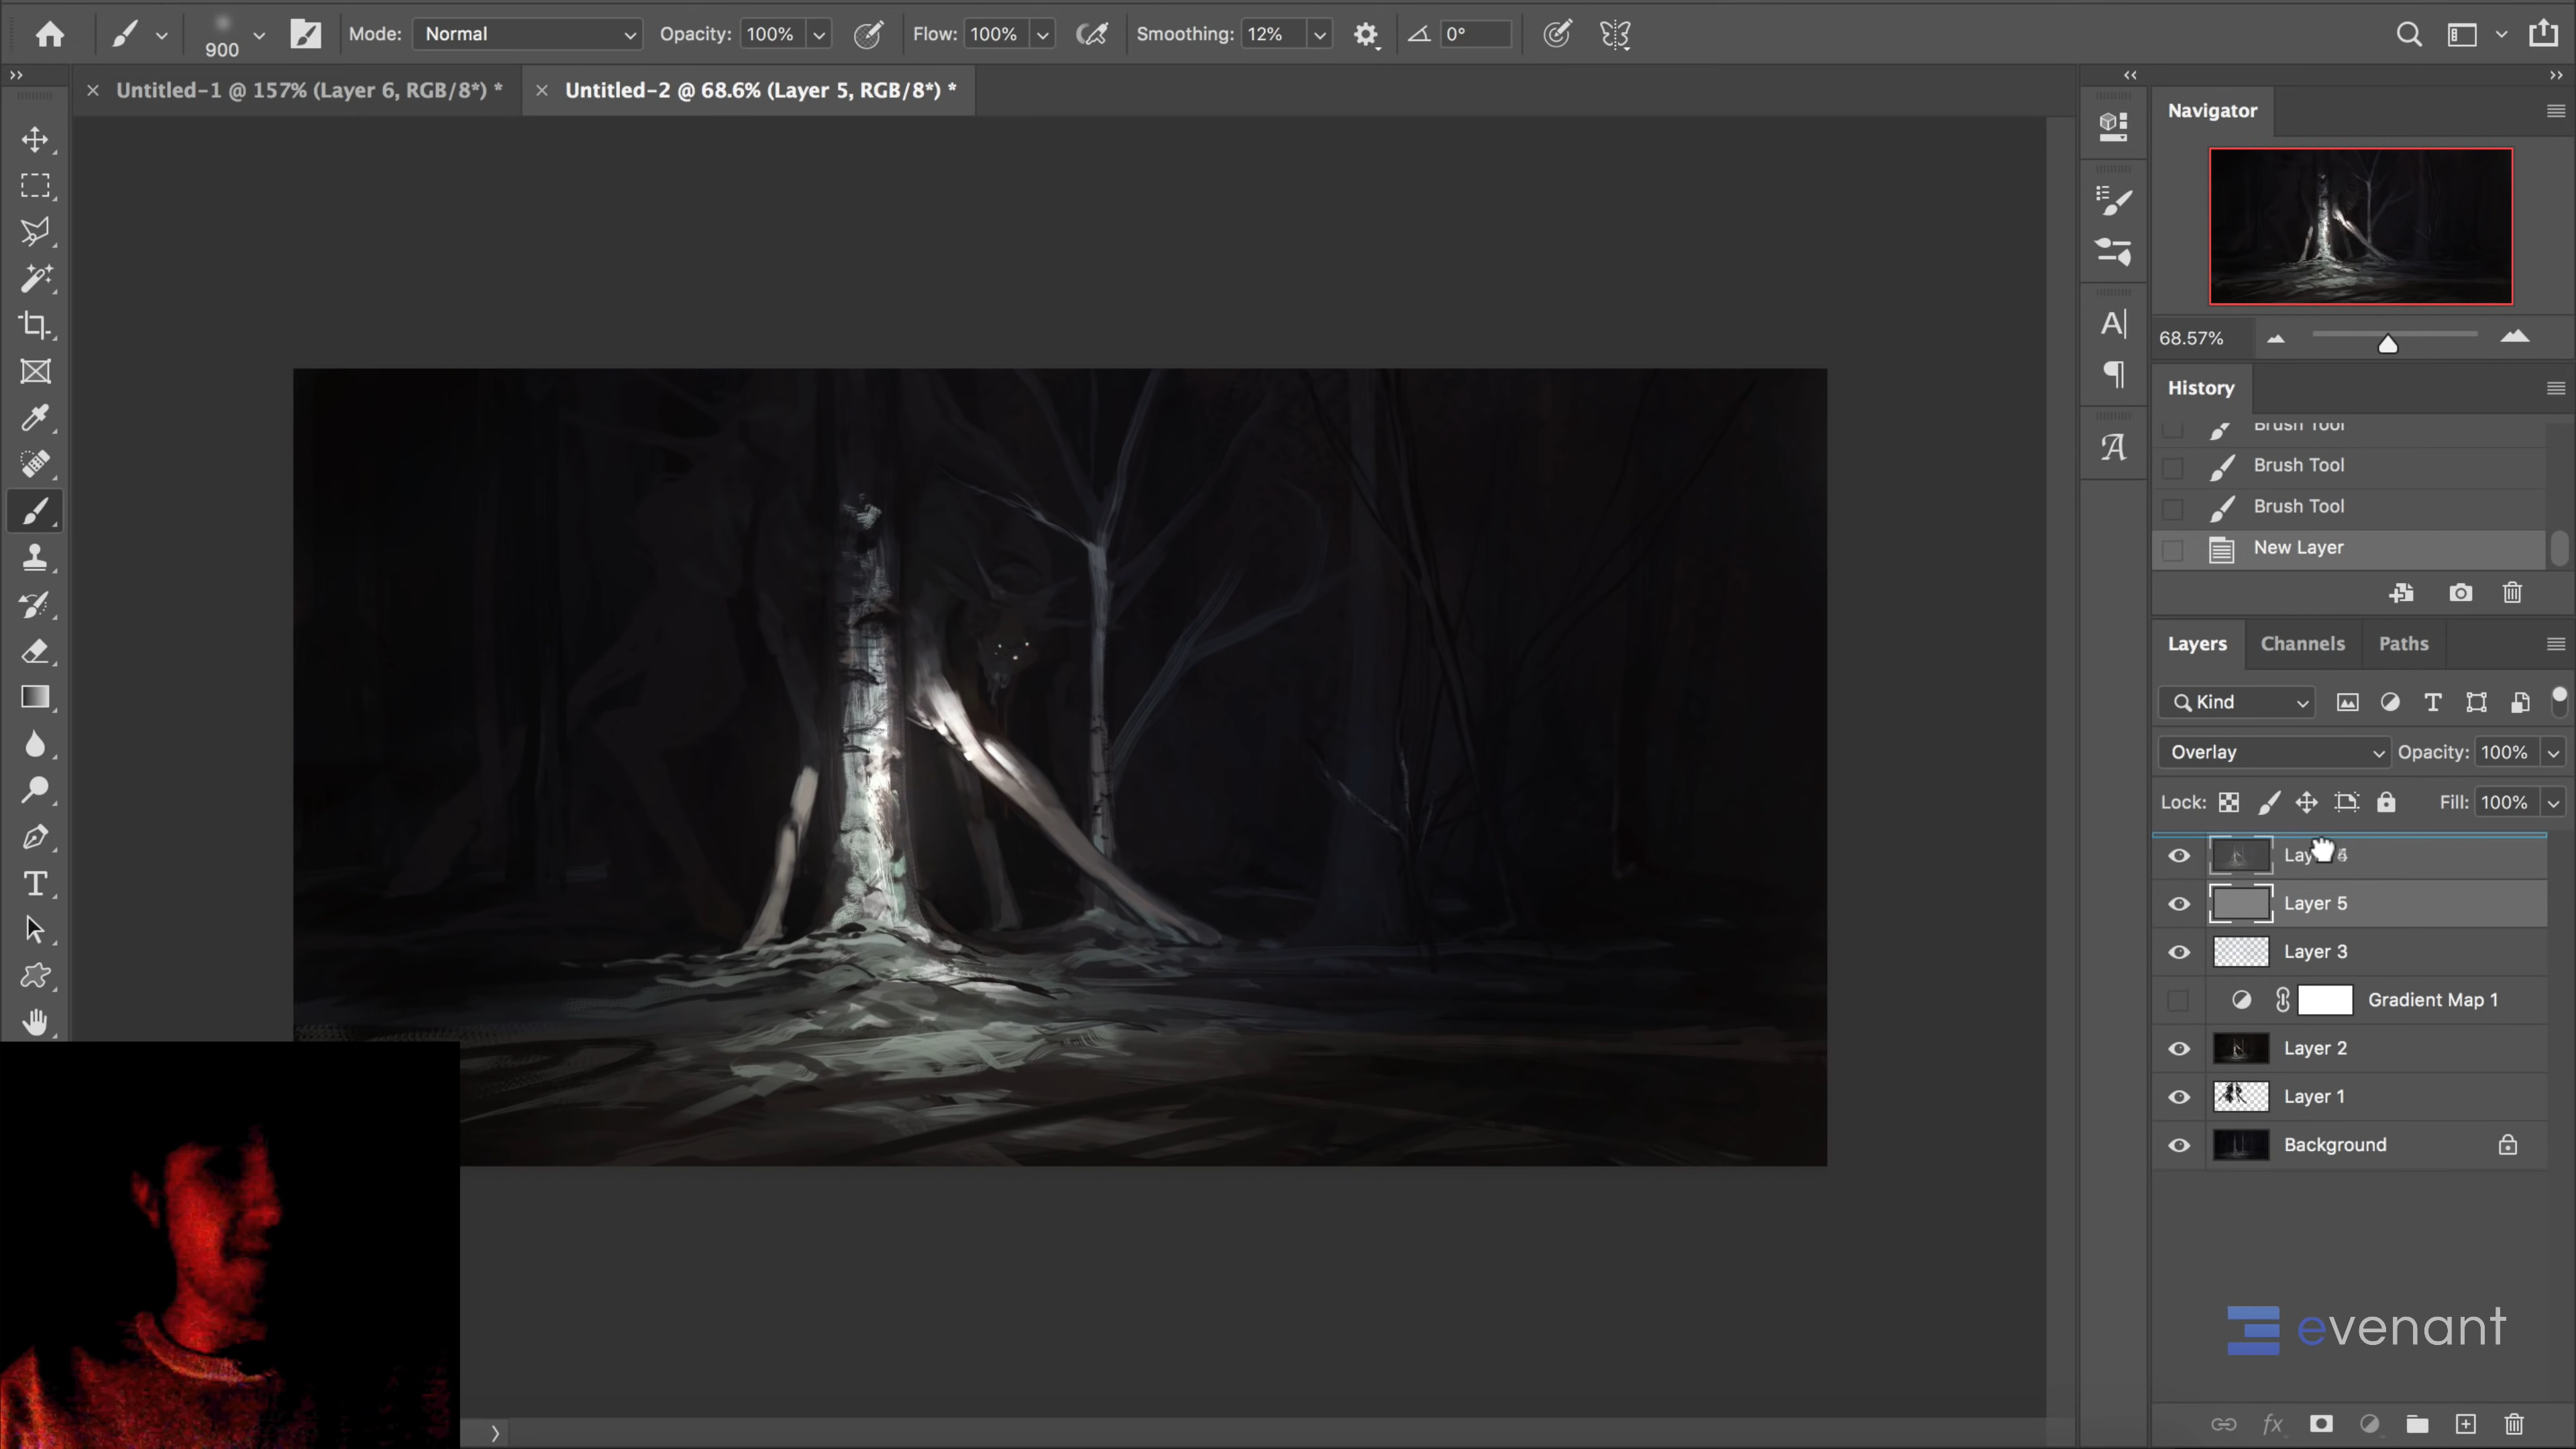 900
Mode: Normal Opacity: 100% Flow: 100% Smoothing: 12% 0°
Untitled-1 @ 157% (Layer 6, RGB/8*) *
Untitled-2 @ 68.6% (Layer 5, RGB/8*) *
Navigator
68.57%
History
Brush Tool
Brush Tool
Brush Tool
New Layer
Layers Channels Paths
Kind
Overlay Opacity: 100%
Lock: Fill: 100%
Layer 5
Layer 3
Gradient Map 1
Layer 2
Layer 1
Background
evenant